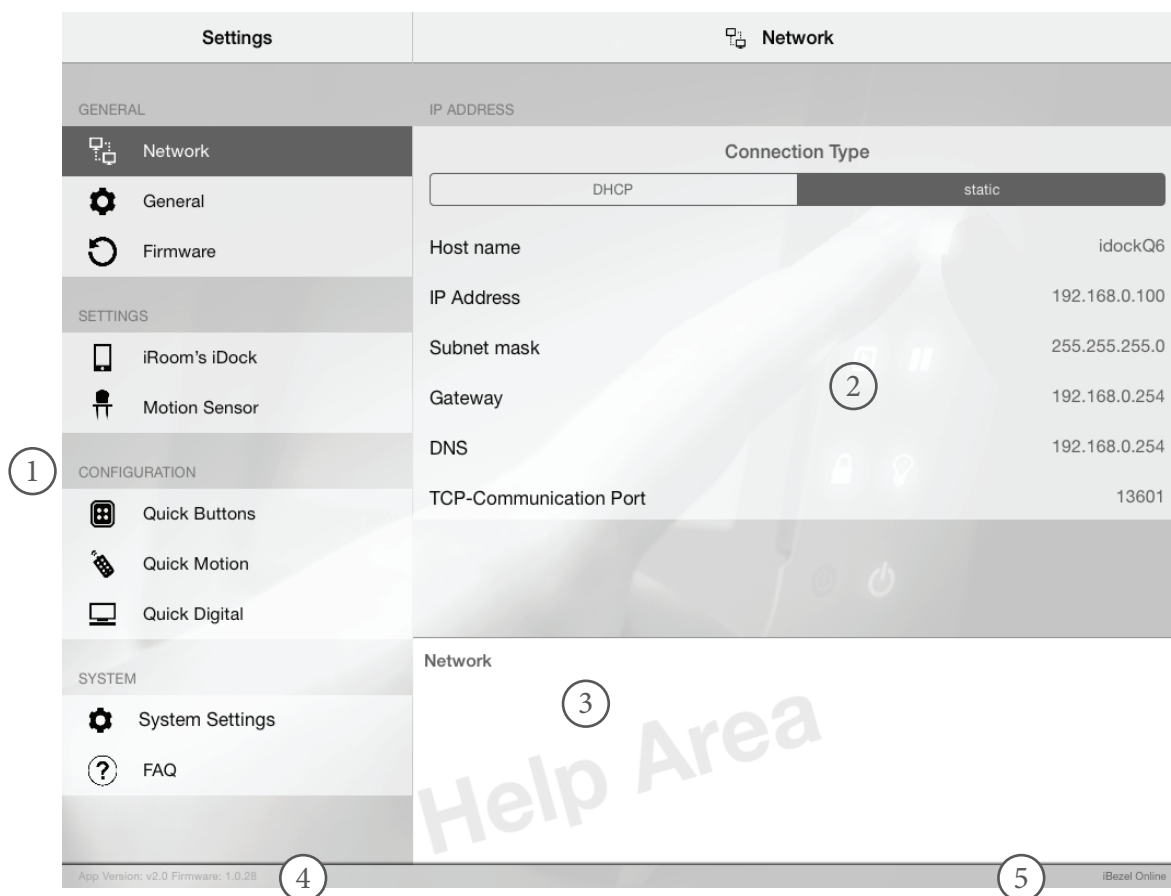 Settings
Network
GENERAL
Network
General
Firmware
SETTINGS
iRoom's iDock
Motion Sensor
1
CONFIGURATION
Quick Buttons
Quick Motion
Quick Digital
SYSTEM
System Settings
? FAQ
IP ADDRESS
Connection Type
DHCP static
Host name idockQ6
IP Address 192.168.0.100
Subnet mask 255.255.255.0
2
Gateway 192.168.0.254
DNS 192.168.0.254
TCP-Communication Port 13601
Network
3
Help Area
App Version: v2.0 Firmware: 1.0.28
4
5
iBezel Online